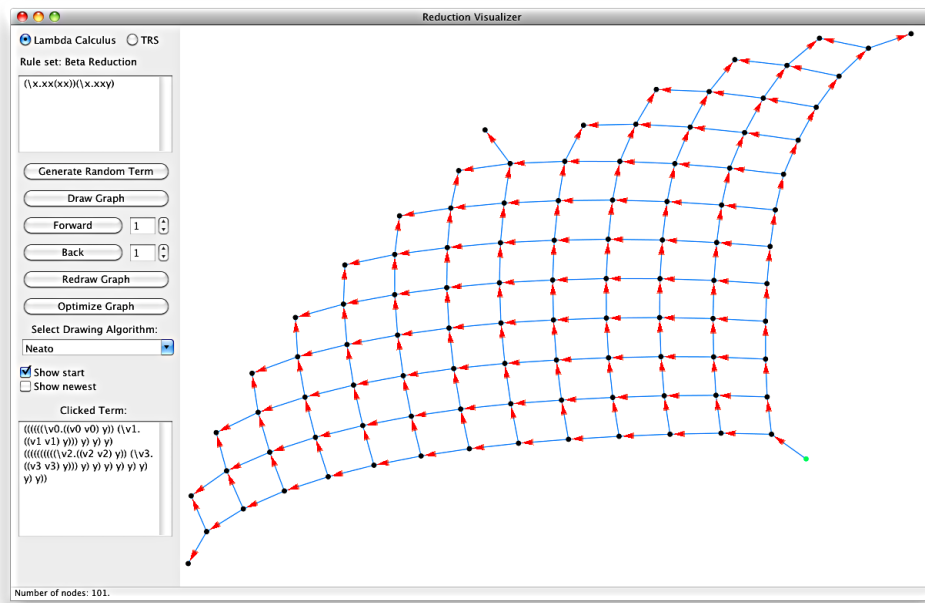 Reduction Visualizer
Lambda Calculus TRS
Rule set: Beta Reduction
(\x.xx(xx))(\x.xxy)
Generate Random Term
Draw Graph
Forward 1
Back 1
Redraw Graph
Optimize Graph
Select Drawing Algorithm:
Neato
Show start
Show newest
Clicked Term:
((((((\v0.((v0 v0) y)) (\v1.
((v1 v1) y))) y) y) y)
((((((((((\v2.((v2 v2) y)) (\v3.
((v3 v3) y))) y) y) y) y) y) y) y)
y) y))
Number of nodes: 101.